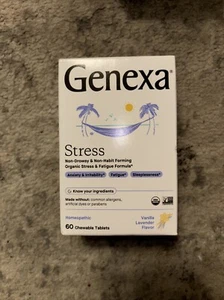 Genexa®
Stress
Non-Drowsy & Non-Habit Forming
Organic Stress & Fatigue Formula*
Anxiety & Irritability*
Fatigue*
Sleeplessness*
Know your ingredients
Made without: common allergens,
artificial dyes or parabens
Homeopathic
60 Chewable Tablets
Vanilla
Lavender
Flavor